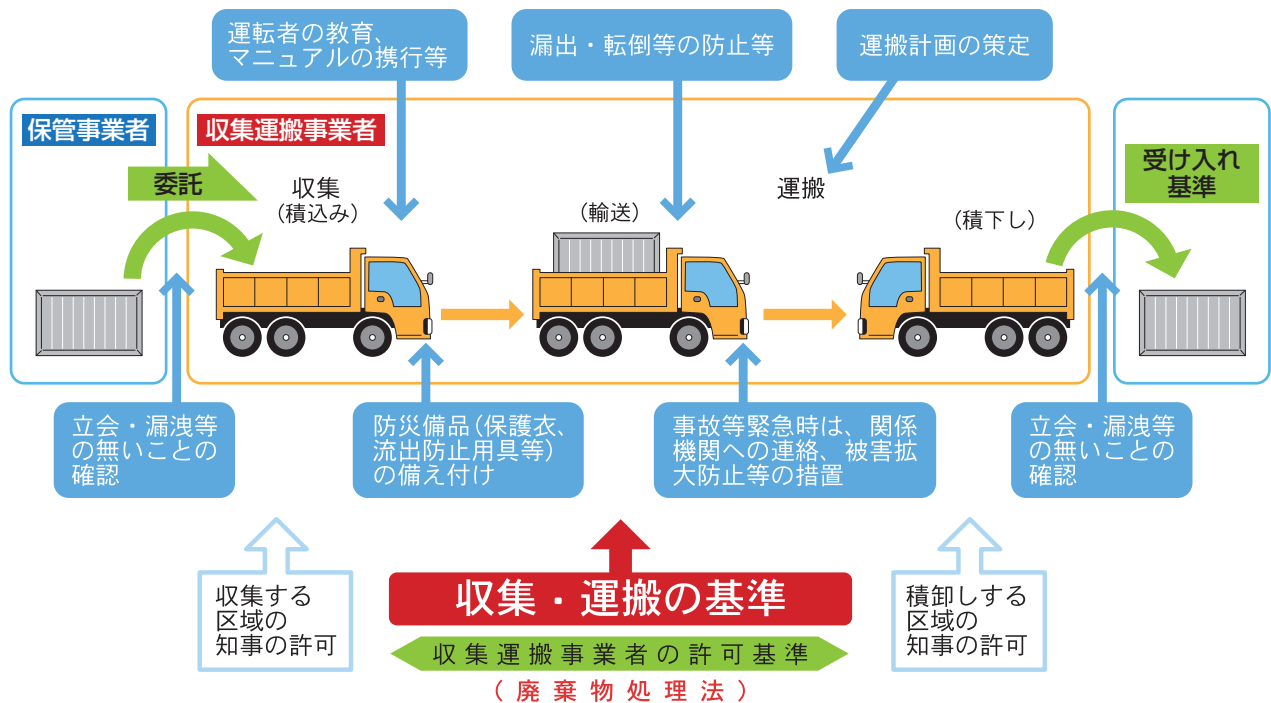 運転者の教育、
マニュアルの携行等
漏出・転倒等の防止等
運搬計画の策定
保管事業者
収集運搬事業者
委託
収集
（積込み）
（輸送）
運搬
（積下し）
受け入れ
基準
立会・漏洩等
の無いことの
確認
防災備品（保護衣、
流出防止用具等）
の備え付け
事故等緊急時は、関係
機関への連絡、被害拡
大防止等の措置
立会・漏洩等
の無いことの
確認
収集する
区域の
知事の許可
収集・運搬の基準
収集運搬事業者の許可基準
（廃棄物処理法）
積卸しする
区域の
知事の許可